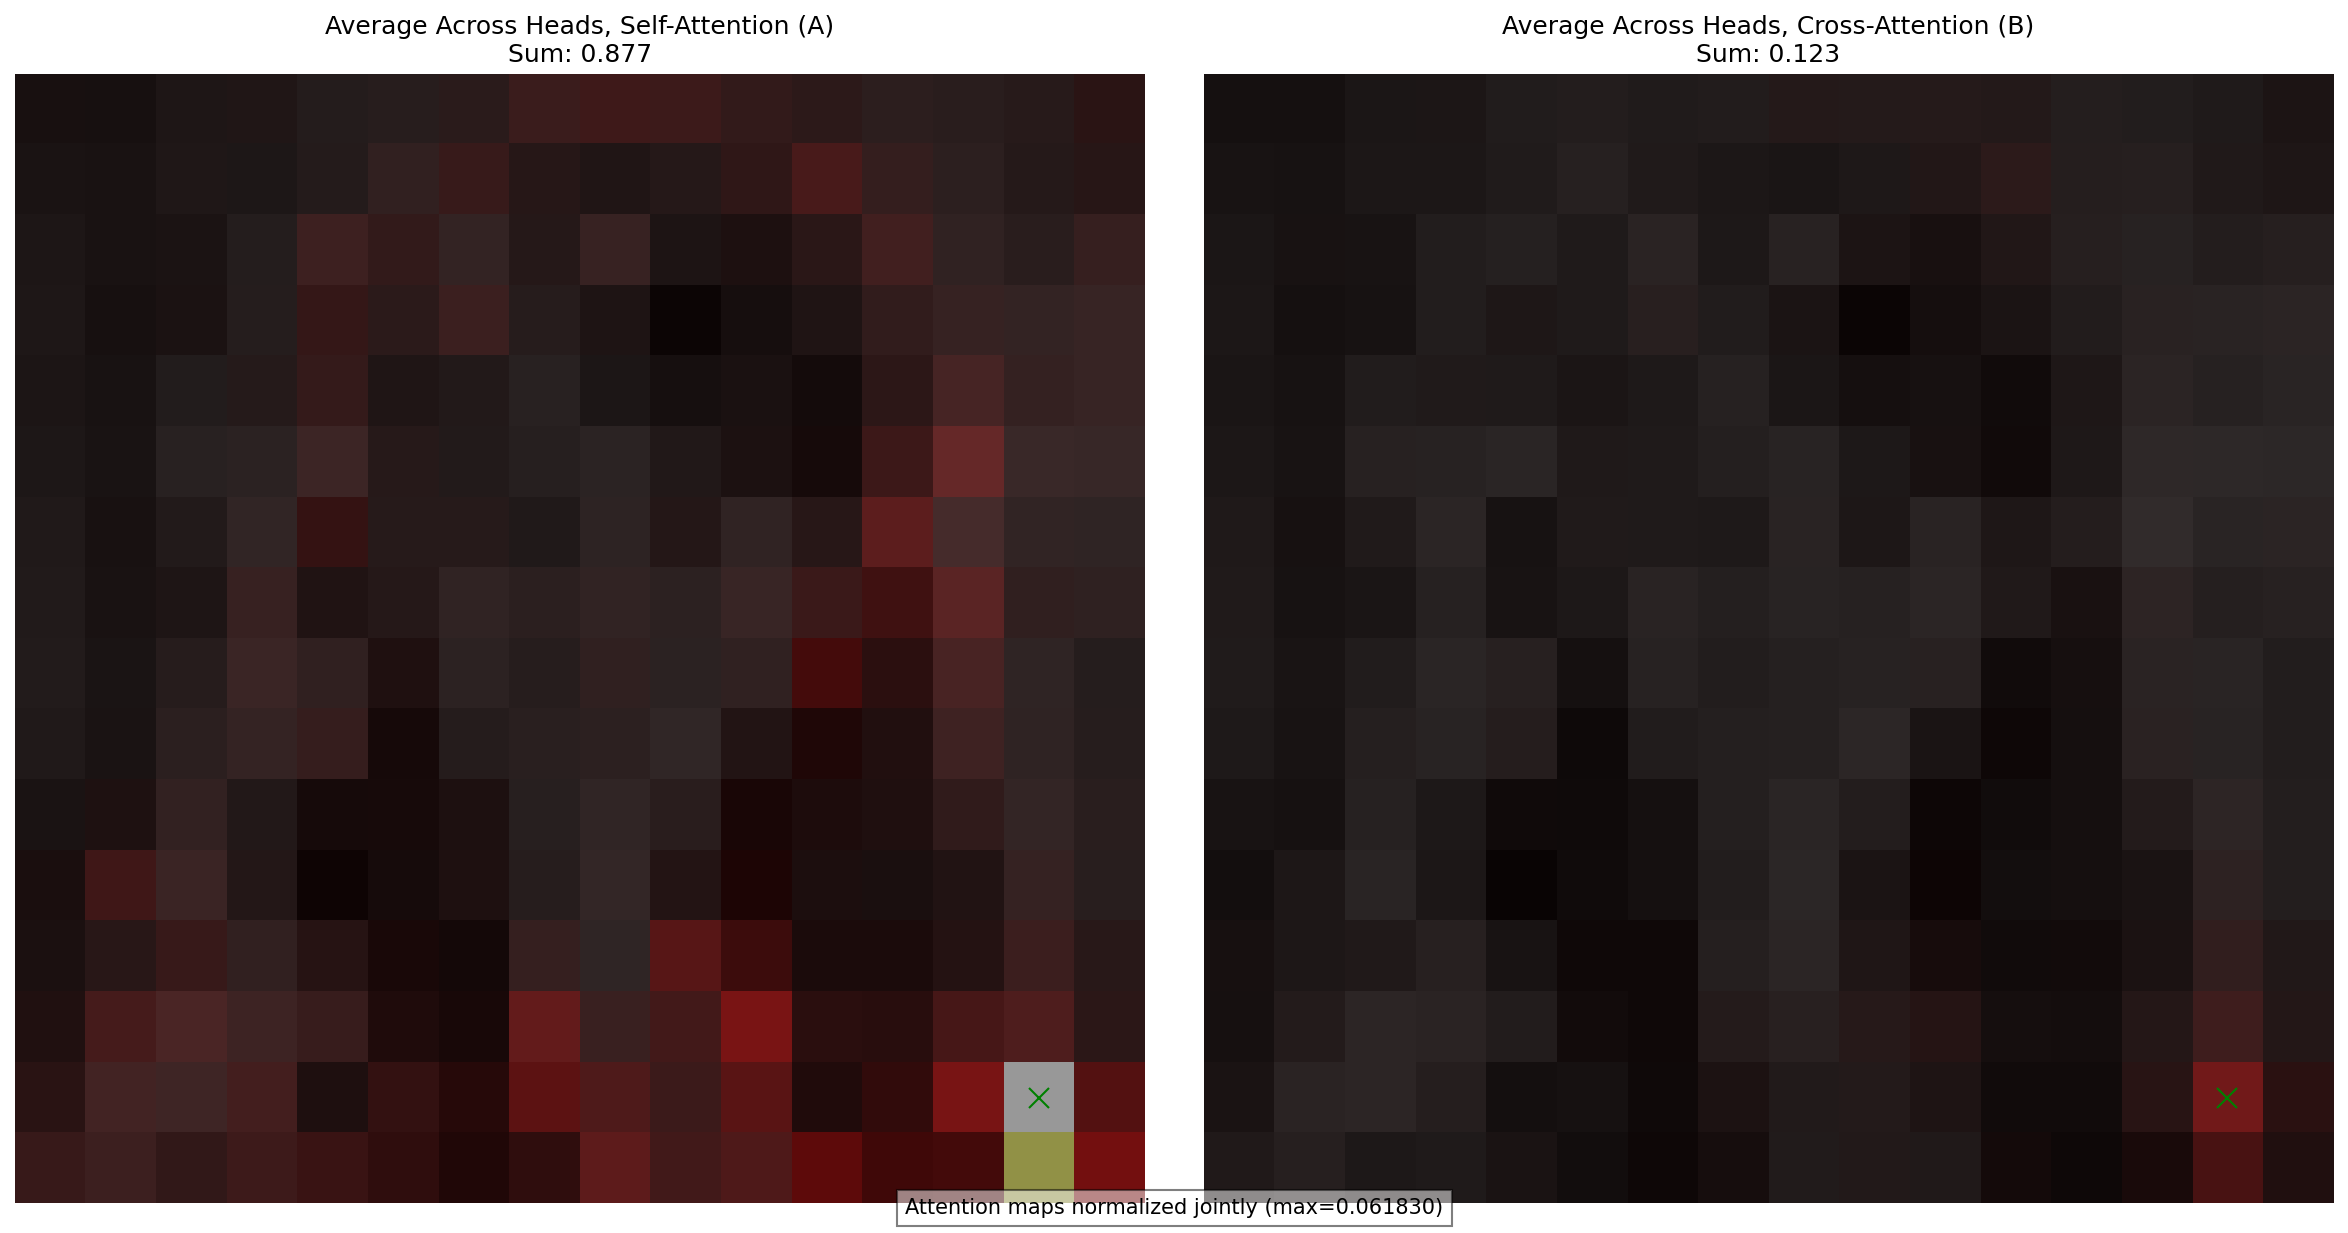 Average Across Heads, Self-Attention (A)
Sum: 0.877
Average Across Heads, Cross-Attention (B)
Sum: 0.123
Attention maps normalized jointly (max=0.061830)